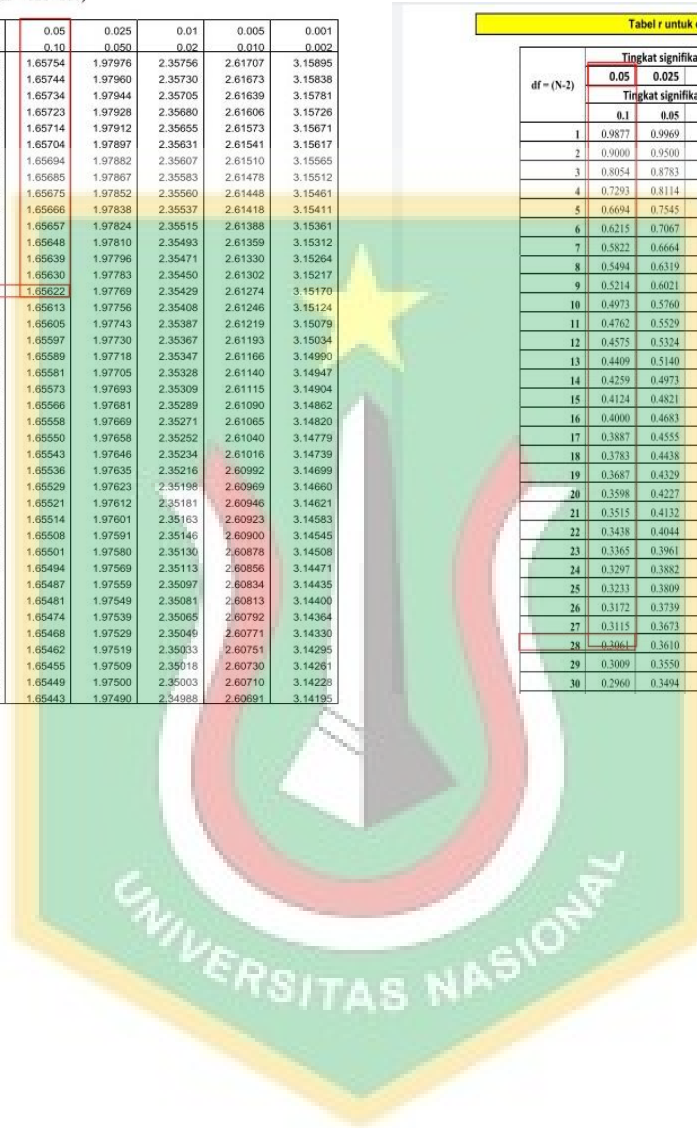 0.05 0.025 0.01 0.005 0.001
0.10 0.050 0.02 0.010 0.002
1.65754 1.97976 2.35756 2.61707 3.15895
1.65744 1.97960 2.35730 2.61673 3.15838
1.65734 1.97944 2.35705 2.61639 3.15781
1.65723 1.97928 2.35680 2.61606 3.15726
1.65714 1.97912 2.35655 2.61573 3.15671
1.65704 1.97897 2.35631 2.61541 3.15617
1.65694 1.97882 2.35607 2.61510 3.15565
1.65685 1.97867 2.35583 2.61478 3.15512
1.65675 1.97852 2.35560 2.61448 3.15461
1.65666 1.97838 2.35537 2.61418 3.15411
1.65657 1.97824 2.35515 2.61388 3.15361
1.65648 1.97810 2.35493 2.61359 3.15312
1.65639 1.97796 2.35471 2.61330 3.15264
1.65630 1.97783 2.35450 2.61302 3.15217
1.65622 1.97769 2.35429 2.61274 3.15170
1.65613 1.97756 2.35408 2.61246 3.15124
1.65605 1.97743 2.35387 2.61219 3.15079
1.65597 1.97730 2.35367 2.61193 3.15034
1.65589 1.97718 2.35347 2.61166 3.14990
1.65581 1.97705 2.35328 2.61140 3.14947
1.65573 1.97693 2.35309 2.61115 3.14904
1.65566 1.97681 2.35289 2.61090 3.14862
1.65558 1.97669 2.35271 2.61065 3.14820
1.65550 1.97658 2.35252 2.61040 3.14779
1.65543 1.97646 2.35234 2.61016 3.14739
1.65536 1.97635 2.35216 2.60992 3.14699
1.65529 1.97623 2.35198 2.60969 3.14660
1.65521 1.97612 2.35181 2.60946 3.14621
1.65514 1.97601 2.35163 2.60923 3.14583
1.65508 1.97591 2.35146 2.60900 3.14545
1.65501 1.97580 2.35130 2.60878 3.14508
1.65494 1.97569 2.35113 2.60856 3.14471
1.65487 1.97559 2.35097 2.60834 3.14435
1.65481 1.97549 2.35081 2.60813 3.14400
1.65474 1.97539 2.35065 2.60792 3.14364
1.65468 1.97529 2.35049 2.60771 3.14330
1.65462 1.97519 2.35033 2.60751 3.14295
1.65455 1.97509 2.35018 2.60730 3.14261
1.65449 1.97500 2.35003 2.60710 3.14228
1.65443 1.97490 2.34988 2.60691 3.14195
Tabel r untuk
Tingkat signifika
df = (N-2) 0.05 0.025
Tingkat signifika
0.1 0.05
1 0.9877 0.9969
2 0.9000 0.9500
3 0.8054 0.8783
4 0.7293 0.8114
5 0.6694 0.7545
6 0.6215 0.7067
7 0.5822 0.6664
8 0.5494 0.6319
9 0.5214 0.6021
10 0.4973 0.5760
11 0.4762 0.5529
12 0.4575 0.5324
13 0.4409 0.5140
14 0.4259 0.4973
15 0.4124 0.4821
16 0.4000 0.4683
17 0.3887 0.4555
18 0.3783 0.4438
19 0.3687 0.4329
20 0.3598 0.4227
21 0.3515 0.4132
22 0.3438 0.4044
23 0.3365 0.3961
24 0.3297 0.3882
25 0.3233 0.3809
26 0.3172 0.3739
27 0.3115 0.3673
28 0.3061 0.3610
29 0.3009 0.3550
30 0.2960 0.3494
UNIVERSITAS NASIONAL